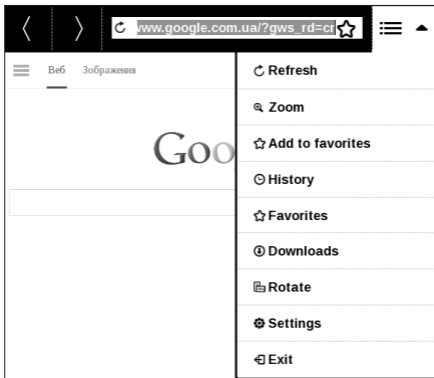 www.google.com.ua/?gws_rd=cr
Веб Зображення
Goo
Refresh
Zoom
Add to favorites
History
Favorites
Downloads
Rotate
Settings
Exit